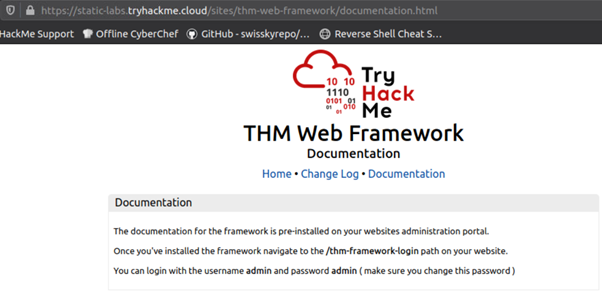 https://static-labs.tryhackme.cloud/sites/thm-web-framework/documentation.html
HackMe Support Offline CyberChef GitHub - swisskyrepo/... Reverse Shell Cheat S...
10 10
1110
0101 01
01 010
Try
Hack
Me
THM Web Framework
Documentation
Home • Change Log • Documentation
Documentation
The documentation for the framework is pre-installed on your websites administration portal.
Once you've installed the framework navigate to the /thm-framework-login path on your website.
You can login with the username admin and password admin ( make sure you change this password )